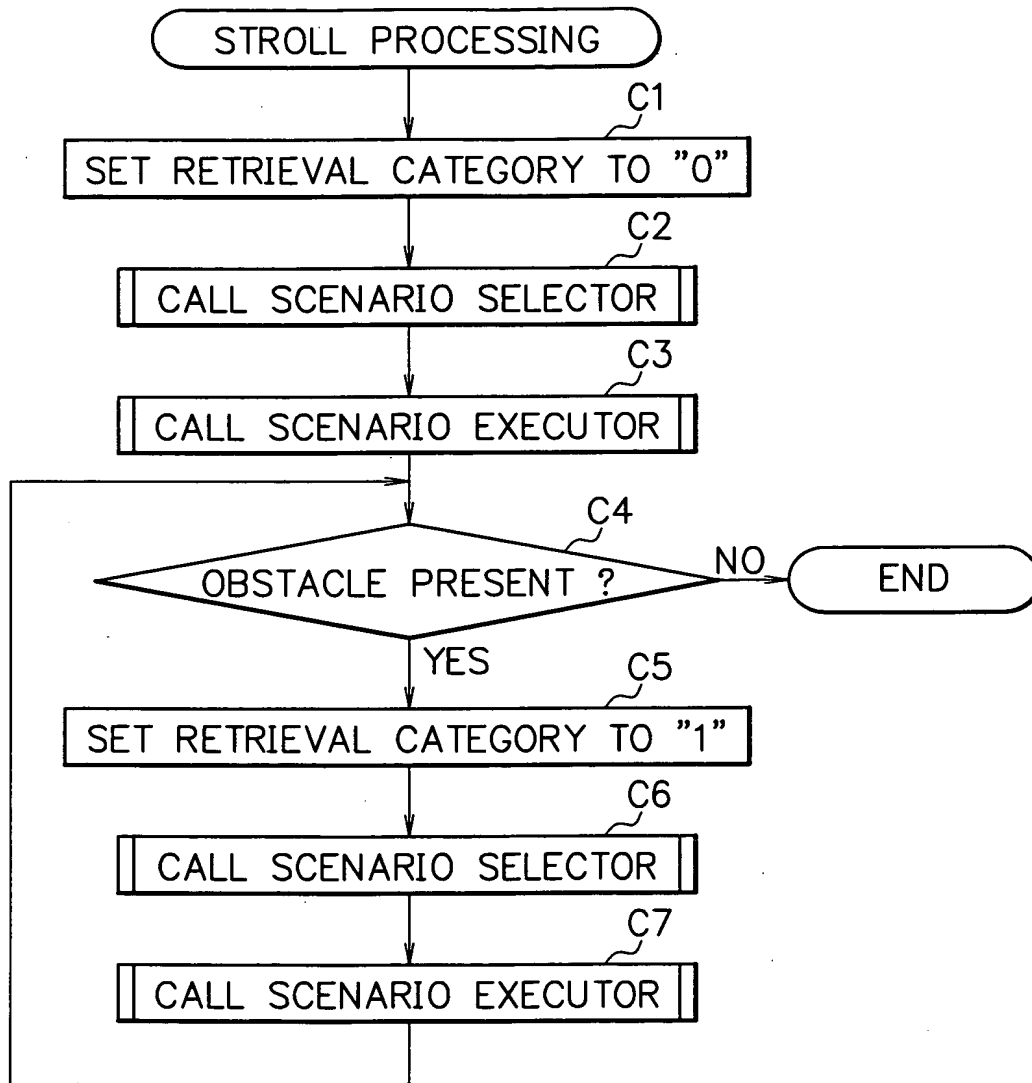 STROLL PROCESSING
C1
SET RETRIEVAL CATEGORY TO "0"
C2
CALL SCENARIO SELECTOR
C3
CALL SCENARIO EXECUTOR
C4
OBSTACLE PRESENT ?
NO
END
YES
C5
SET RETRIEVAL CATEGORY TO "1"
C6
CALL SCENARIO SELECTOR
C7
CALL SCENARIO EXECUTOR